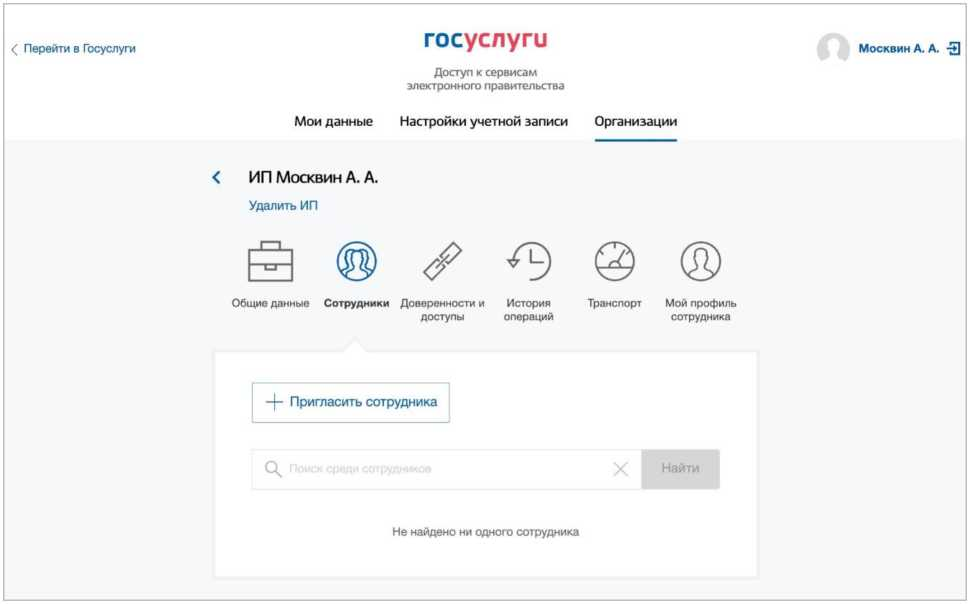 Перейти в Госуслуги
госуслуги
Москвин А. А.
Доступ к сервисам
электронного правительства
Мои данные Настройки учетной записи Организации
ИП Москвин А. А.
Удалить ИП
Общие данные Сотрудники Доверенности и доступы История операций Транспорт Мой профиль сотрудника
Пригласить сотрудника
Поиск среди сотрудников Найти
Не найдено ни одного сотрудника